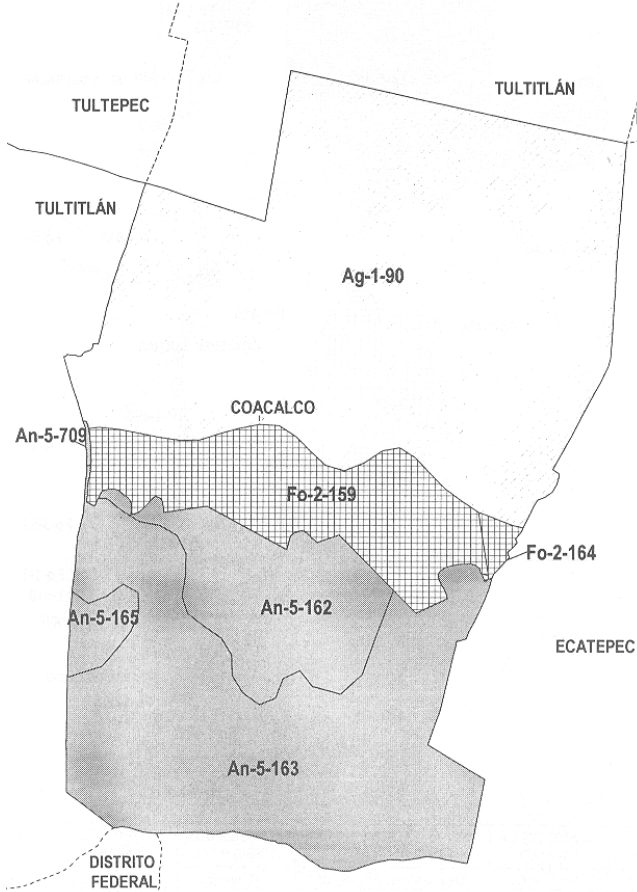 TULTITLÁN
TULTEPEC
TULTITLÁN
Ag-1-90
COACALCO
An-5-709
Fo-2-159
Fo-2-164
An-5-162
An-5-165
ECATEPEC
An-5-163
DISTRITO
FEDERAL